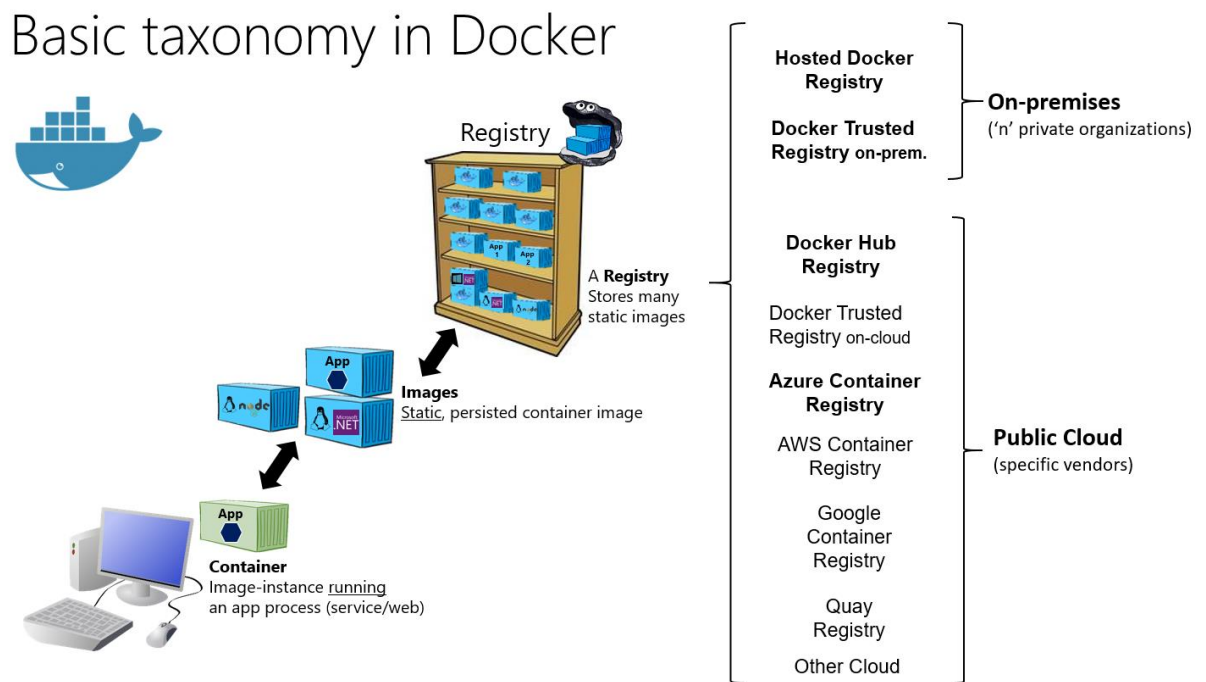 Basic taxonomy in Docker
Registry
App
1
App
2
.NET
.NET
node
A Registry
Stores many
static images
App
node
Microsoft
.NET
Images
Static, persisted container image
App
Container
Image-instance running
an app process (service/web)
Hosted Docker
Registry
Docker Trusted
Registry on-prem.
On-premises
('n' private organizations)
Docker Hub
Registry
Docker Trusted
Registry on-cloud
Azure Container
Registry
AWS Container
Registry
Google
Container
Registry
Quay
Registry
Other Cloud
Public Cloud
(specific vendors)